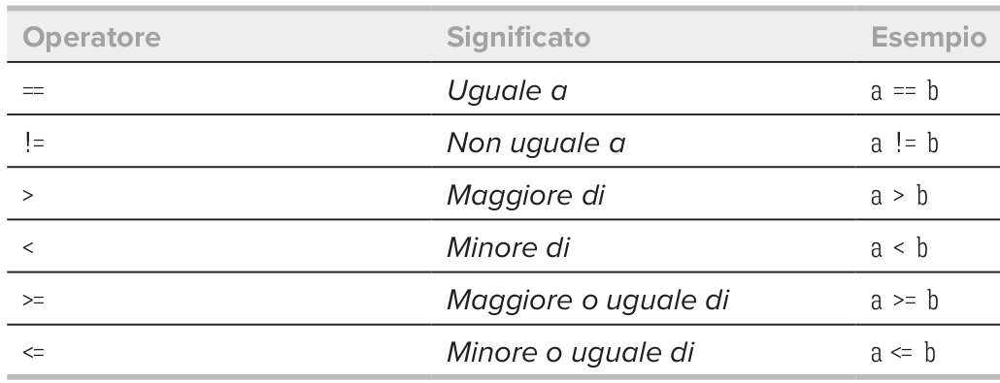 Operatore Significato Esempio
== Uguale a a == b
!= Non uguale a a != b
> Maggiore di a > b
< Minore di a < b
>= Maggiore o uguale di a >= b
<= Minore o uguale di a <= b